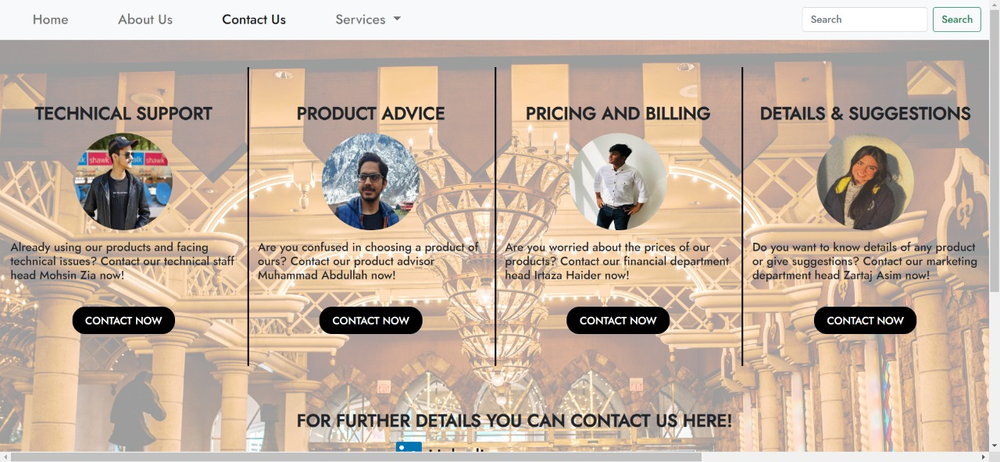 Home About Us Contact Us Services Search Search
TECHNICAL SUPPORT
shawk alk shawk
Already using our products and facing
technical issues? Contact our technical staff
head Mohsin Zia now!
CONTACT NOW
PRODUCT ADVICE
Are you confused in choosing a product of
ours? Contact our product advisor
Muhammad Abdullah now!
CONTACT NOW
PRICING AND BILLING
Are you worried about the prices of our
products? Contact our financial department
head Irtaza Haider now!
CONTACT NOW
DETAILS & SUGGESTIONS
Do you want to know details of any product
or give suggestions? Contact our marketing
department head Zartaj Asim now!
CONTACT NOW
FOR FURTHER DETAILS YOU CAN CONTACT US HERE!